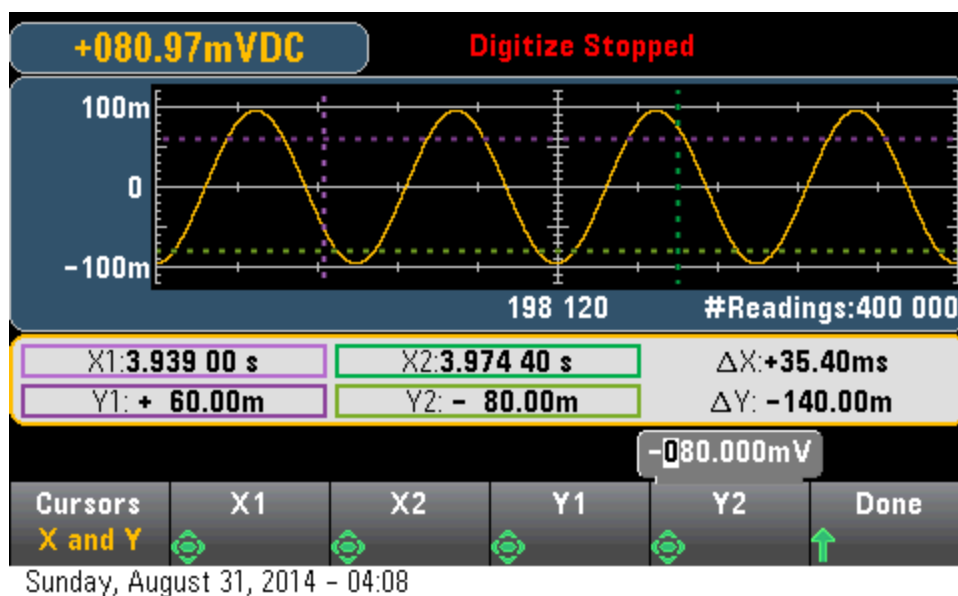 +080.97mVDC Digitize Stopped
100m
0
-100m
198 120 #Readings:400 000
X1:3.939 00 s X2:3.974 40 s ΔX:+35.40ms
Y1: + 60.00m Y2: - 80.00m ΔY: -140.00m
-080.000mV
Cursors X1 X2 Y1 Y2 Done
X and Y
Sunday, August 31, 2014 - 04:08